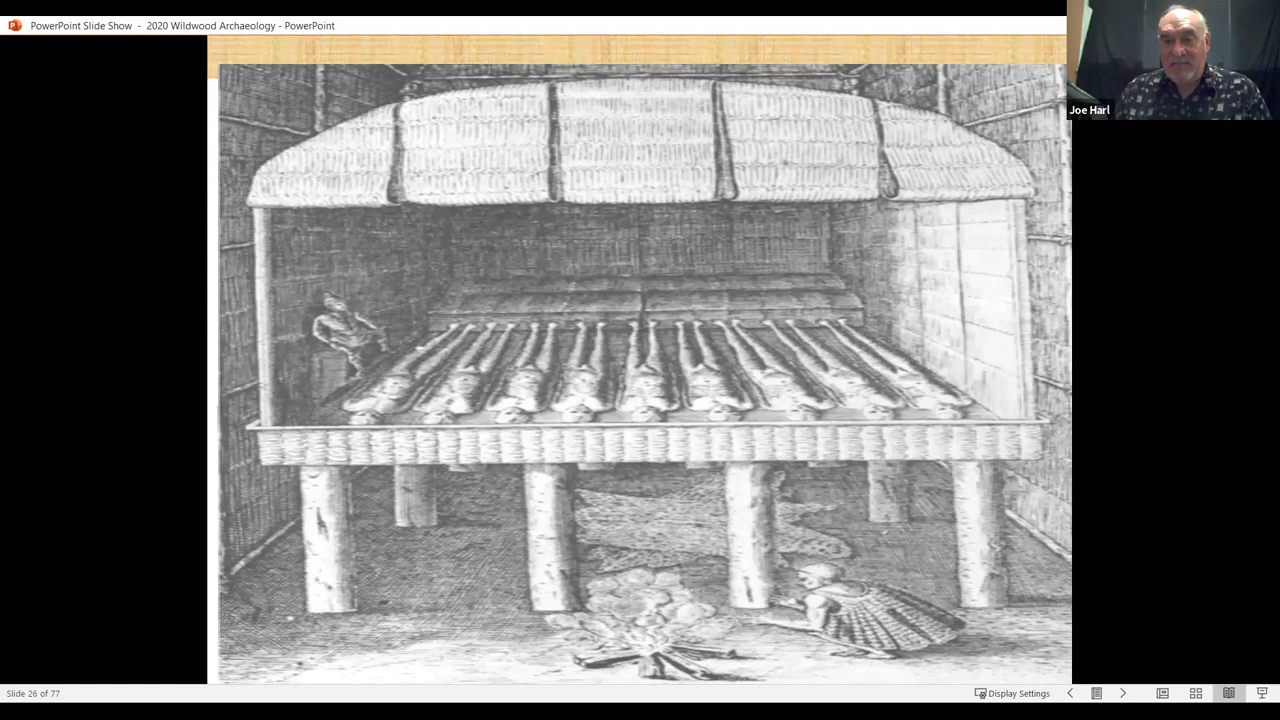 PowerPoint Slide Show - 2020 Wildwood Archaeology - PowerPoint
Joe Harl
Slide 26 of 77
Display Settings